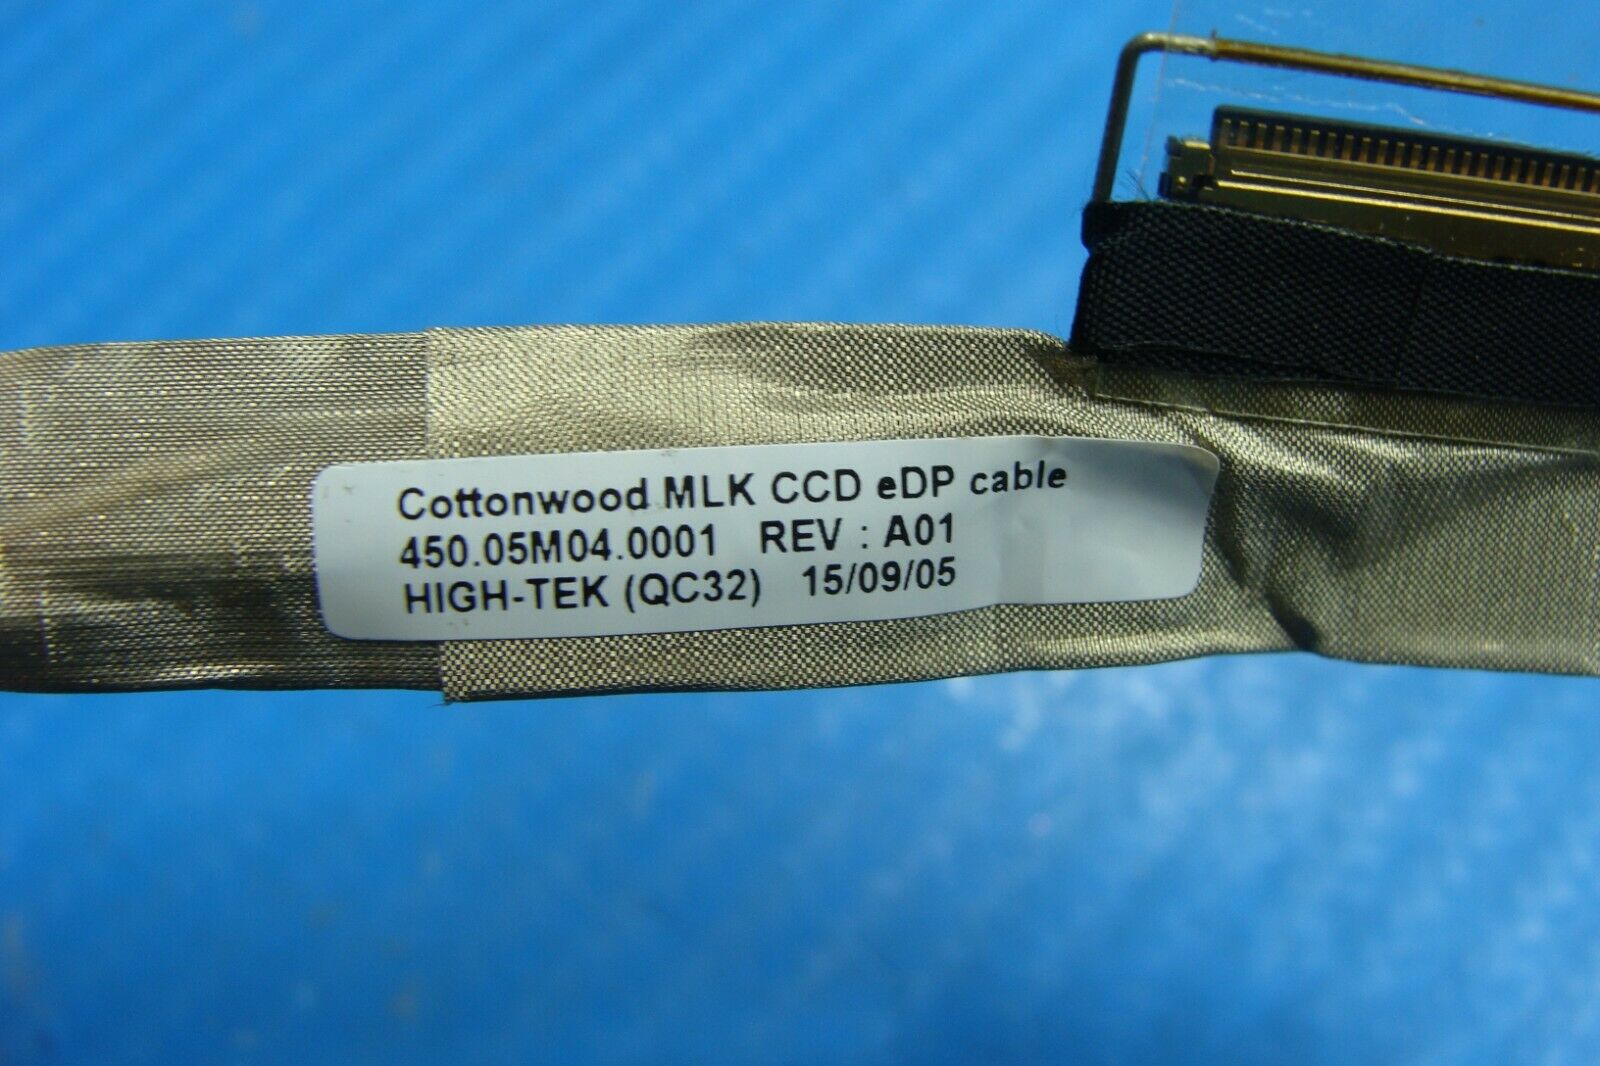 Cottonwood MLK CCD eDP cable
450.05M04.0001 REV : A01
HIGH-TEK (QC32) 15/09/05